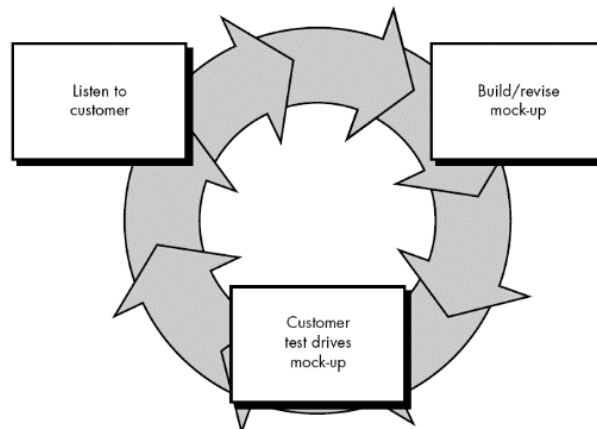 Listen to
customer
Build/revise
mock-up
Customer
test drives
mock-up